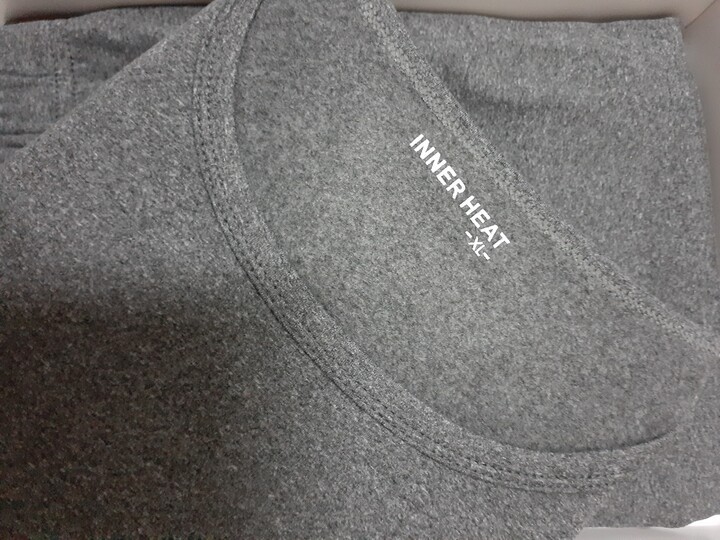 INNER HEAT
-XL-